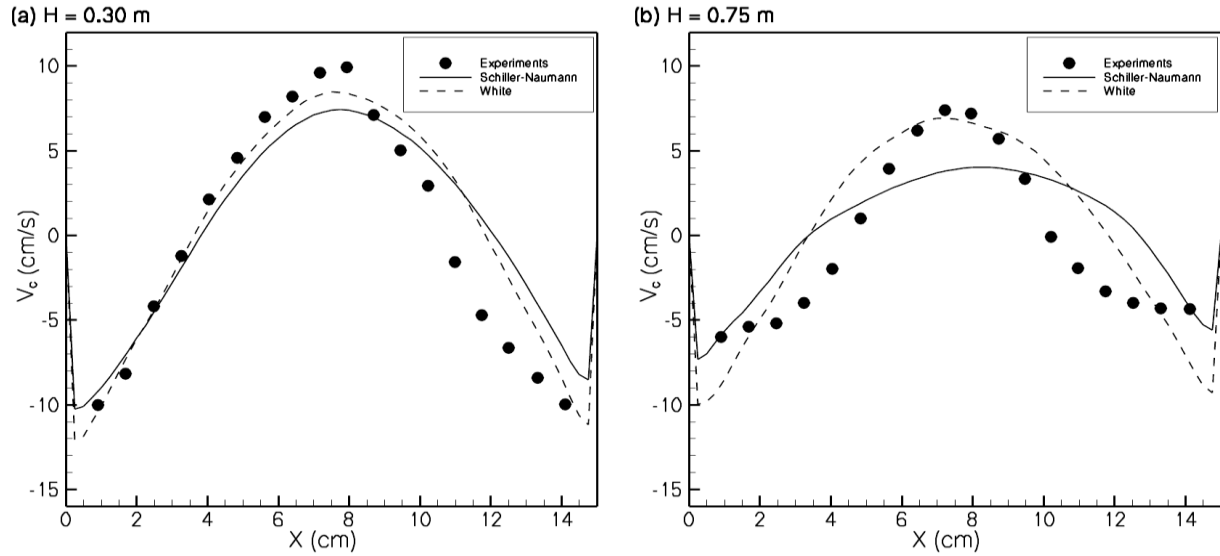 (a) H = 0.30 m
Experiments
Schiller-Naumann
White
10
5
0
-5
-10
-15
Vc (cm/s)
0 2 4 6 8 10 12 14
X (cm)
(b) H = 0.75 m
Experiments
Schiller-Naumann
White
10
5
0
-5
-10
-15
Vc (cm/s)
0 2 4 6 8 10 12 14
X (cm)